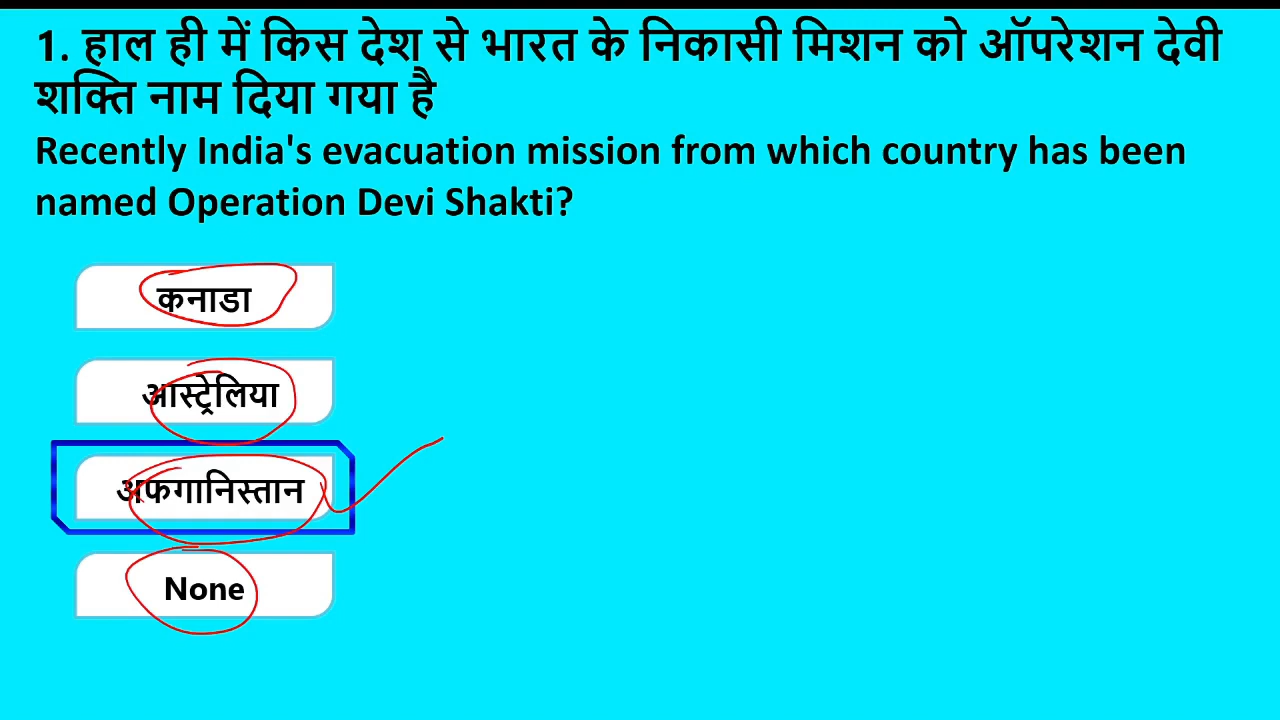 1. हाल ही में किस देश से भारत के निकासी मिशन को ऑपरेशन देवी
शक्ति नाम दिया गया है
Recently India's evacuation mission from which country has been
named Operation Devi Shakti?
कनाडा
आस्ट्रेलिया
अफगानिस्तान
None